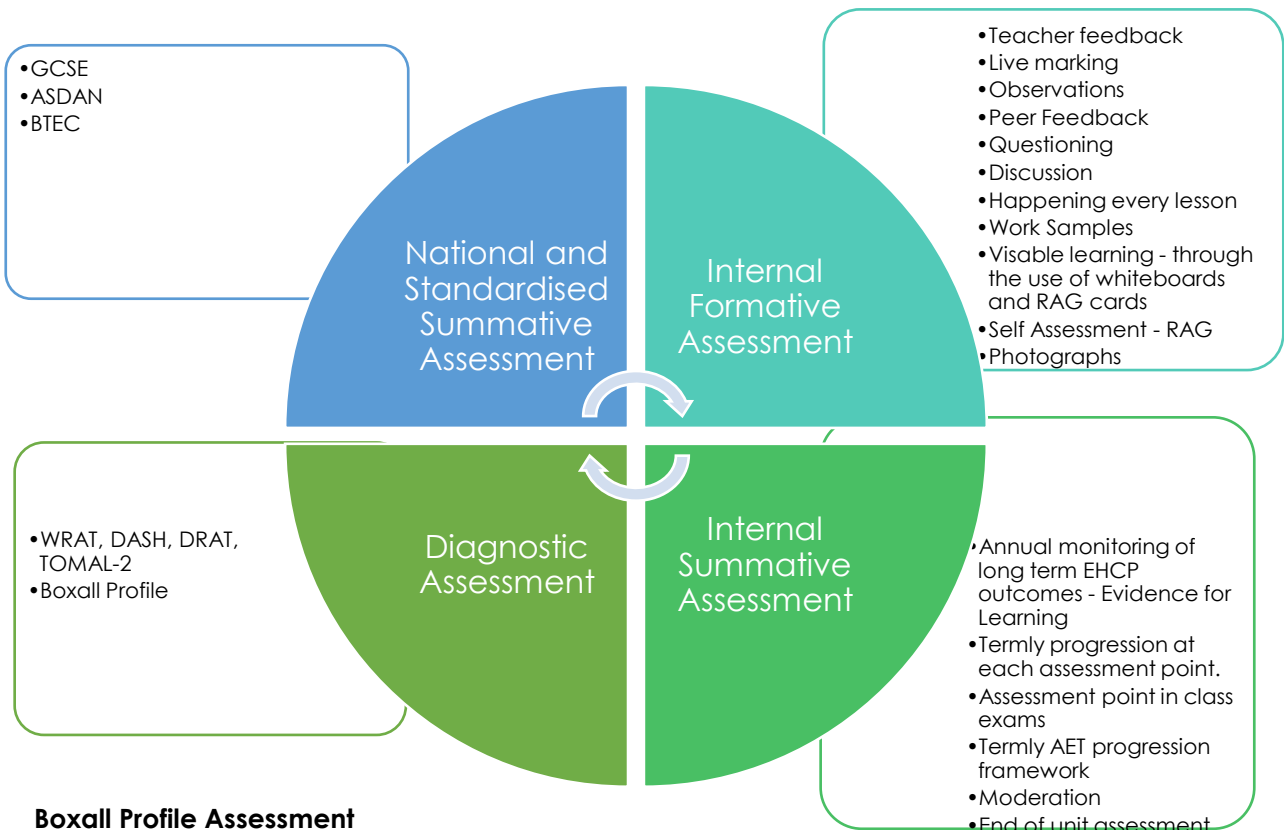 •GCSE
•ASDAN
•BTEC
•Teacher feedback
•Live marking
•Observations
•Peer Feedback
•Questioning
•Discussion
•Happening every lesson
•Work Samples
•Visable learning - through
the use of whiteboards
and RAG cards
•Self Assessment - RAG
•Photographs
National and
Standardised
Summative
Assessment
Internal
Formative
Assessment
•WRAT, DASH, DRAT,
TOMAL-2
•Boxall Profile
Diagnostic
Assessment
Internal
Summative
Assessment
•Annual monitoring of
long term EHCP
outcomes - Evidence for
Learning
•Termly progression at
each assessment point.
•Assessment point in class
exams
•Termly AET progression
framework
•Moderation
•End of unit assessment
Boxall Profile Assessment